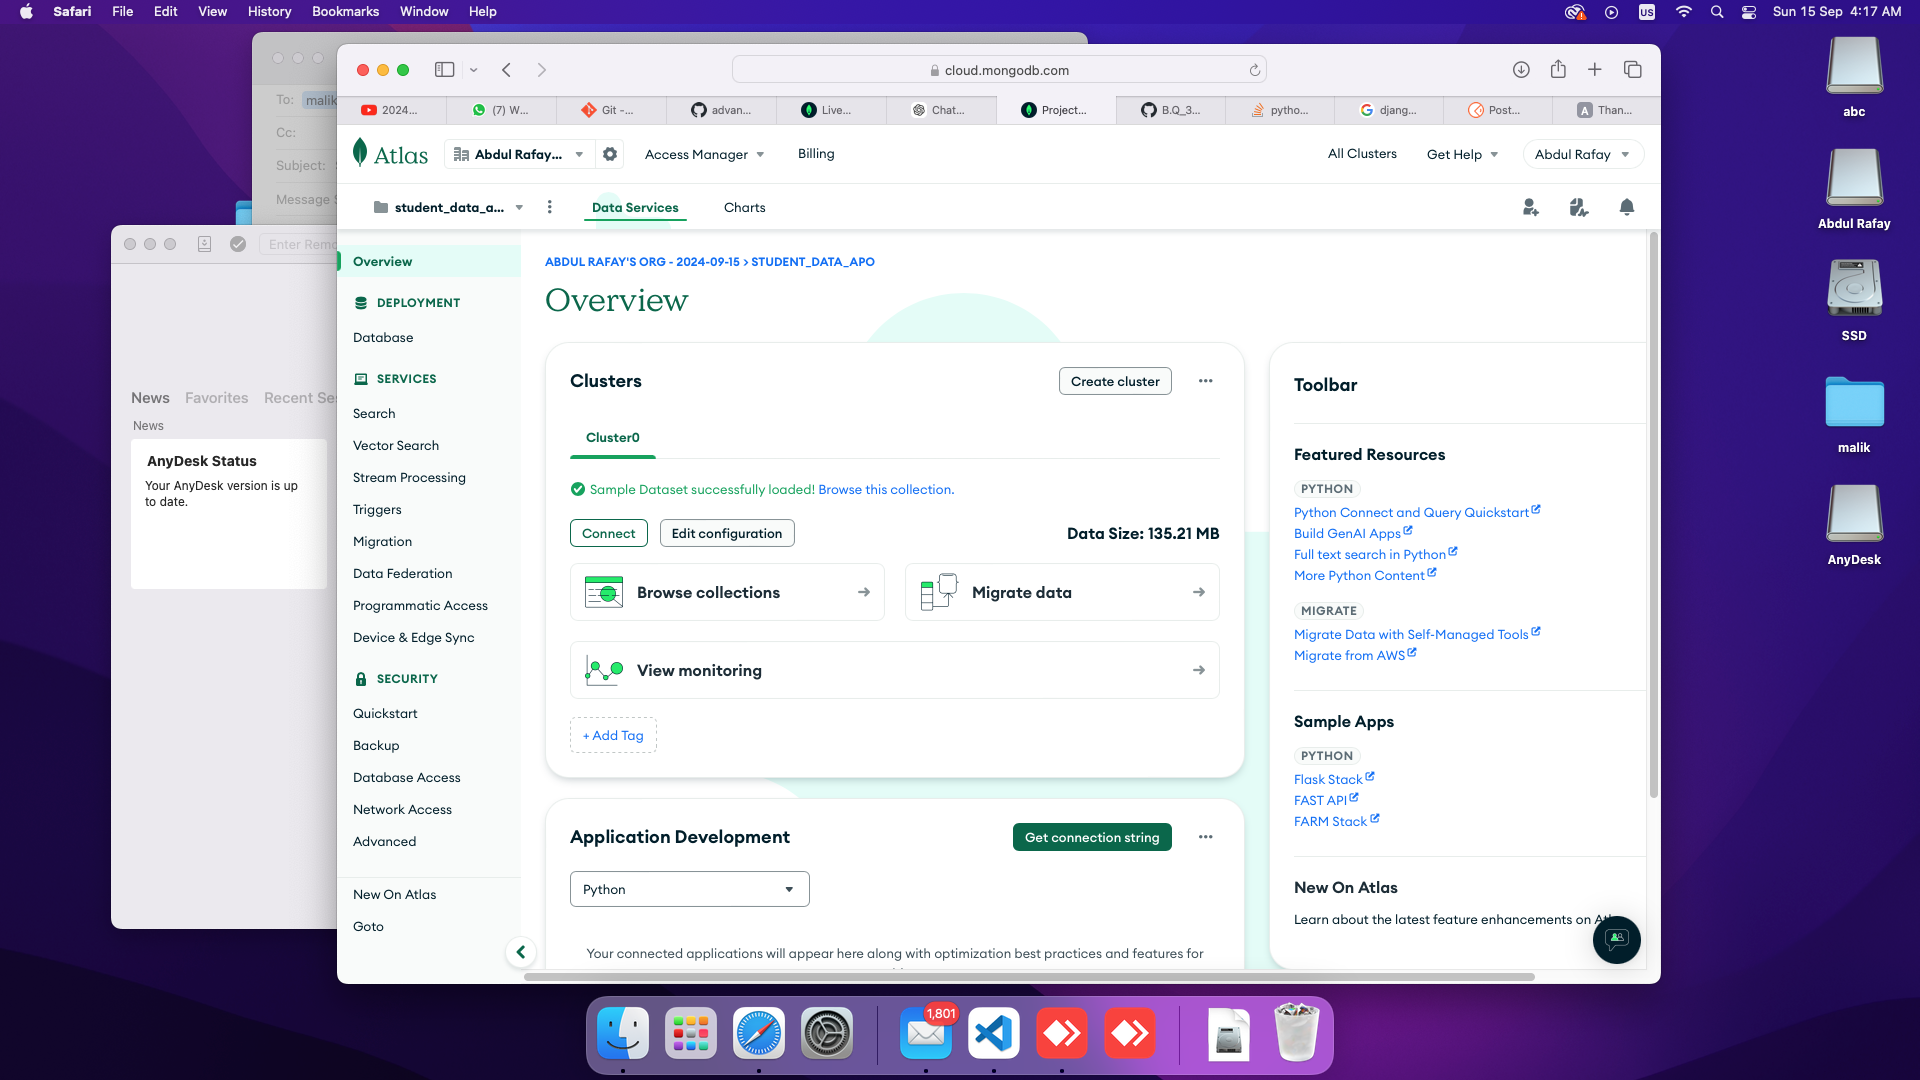 Safari File Edit View History Bookmarks Window Help
US
Sun 15 Sep 4:17 AM
To: malik
Cc:
Subject:
Message
cloud.mongodb.com
2024...
(7) W...
Git -...
advan...
Live...
Chat...
Project...
B.Q_3...
pytho...
djang...
Post...
A
Than...
Atlas
Abdul Rafay...
Access Manager
Billing
All Clusters
Get Help
Abdul Rafay
student_data_a...
Data Services
Charts
Overview
DEPLOYMENT
Database
SERVICES
Search
Vector Search
Stream Processing
Triggers
Migration
Data Federation
Programmatic Access
Device & Edge Sync
SECURITY
Quickstart
Backup
Database Access
Network Access
Advanced
New On Atlas
Goto
ABDUL RAFAY'S ORG - 2024-09-15 > STUDENT_DATA_APO
Overview
Clusters
Create cluster
Cluster0
Sample Dataset successfully loaded! Browse this collection.
Connect
Edit configuration
Data Size: 135.21 MB
Browse collections
Migrate data
View monitoring
+ Add Tag
Application Development
Get connection string
Python
Your connected applications will appear here along with optimization best practices and features for
Toolbar
Featured Resources
PYTHON
Python Connect and Query Quickstart
Build GenAI Apps
Full text search in Python
More Python Content
MIGRATE
Migrate Data with Self-Managed Tools
Migrate from AWS
Sample Apps
PYTHON
Flask Stack
FAST API
FARM Stack
New On Atlas
Learn about the latest feature enhancements on
Enter
News Favorites Recent
News
AnyDesk Status
Your AnyDesk version is up
to date.
abc
Abdul Rafay
SSD
malik
AnyDesk
1,801